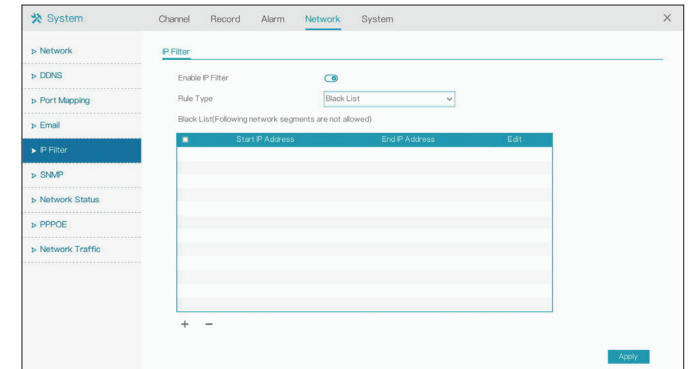 System
Channel Record Alarm Network System
Network
DDNS
Port Mapping
Email
IP Filter
SNMP
Network Status
PPPOE
Network Traffic
IP Filter
Enable IP Filter
Rule Type Black List
Black List(Following network segments are not allowed)
Start IP Address End IP Address Edit
Apply